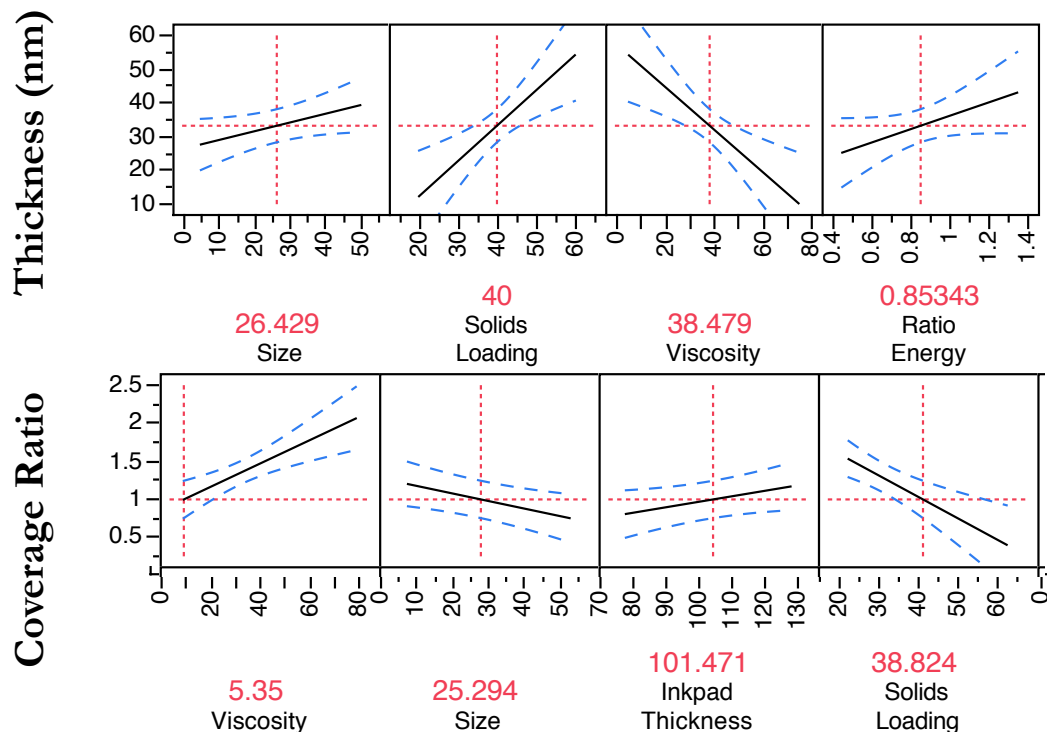 Thickness (nm)
60
50
40
30
20
10
0 10 20 30 40 50
20 30 40 50 60
0 20 40 60 80
0.4 0.6 0.8 1 1.2 1.4
26.429
Size
40
Solids
Loading
38.479
Viscosity
0.85343
Ratio
Energy
Coverage Ratio
2.5
2
1.5
1
0.5
0 20 40 60 80
10 20 30 40 50 70
80 90 100 110 120 130
20 30 40 50 60 0
5.35
Viscosity
25.294
Size
101.471
Inkpad
Thickness
38.824
Solids
Loading